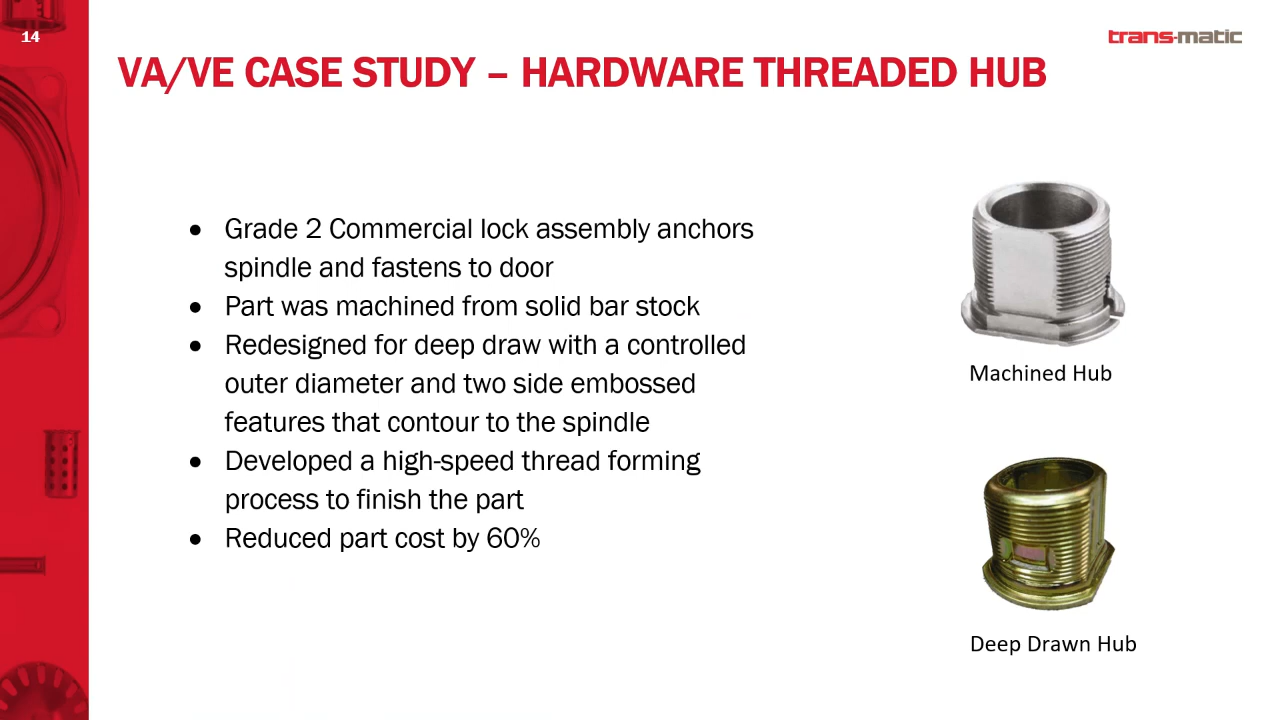 14
trans-matic
VA/VE CASE STUDY – HARDWARE THREADED HUB
● Grade 2 Commercial lock assembly anchors
spindle and fastens to door
● Part was machined from solid bar stock
● Redesigned for deep draw with a controlled
outer diameter and two side embossed
features that contour to the spindle
● Developed a high-speed thread forming
process to finish the part
● Reduced part cost by 60%
Machined Hub
Deep Drawn Hub